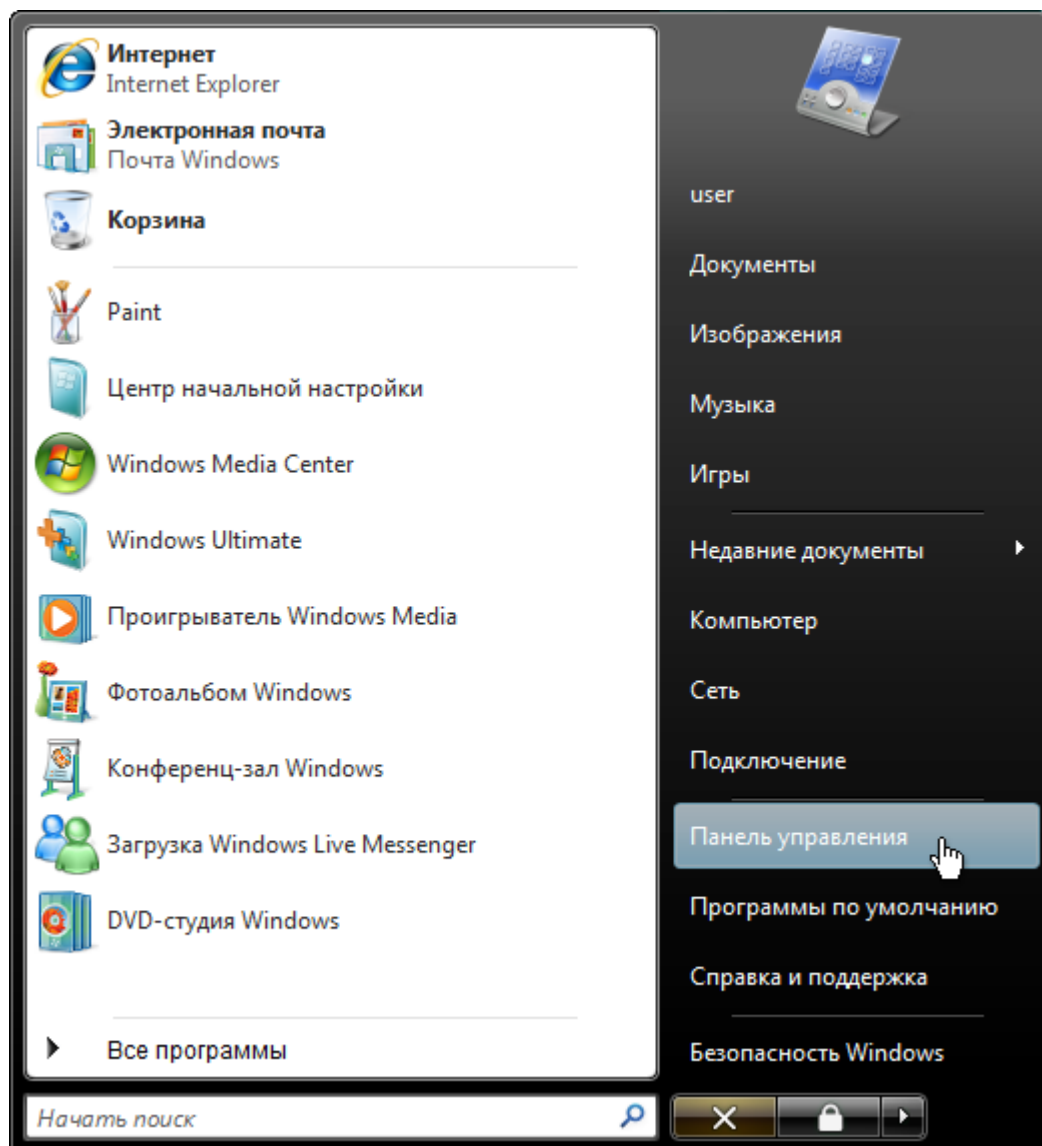 Интернет
Internet Explorer
Электронная почта
Почта Windows
Корзина
Paint
Центр начальной настройки
Windows Media Center
Windows Ultimate
Проигрыватель Windows Media
Фотоальбом Windows
Конференц-зал Windows
Загрузка Windows Live Messenger
DVD-студия Windows
Все программы
Начать поиск
user
Документы
Изображения
Музыка
Игры
Недавние документы
Компьютер
Сеть
Подключение
Панель управления
Программы по умолчанию
Справка и поддержка
Безопасность Windows